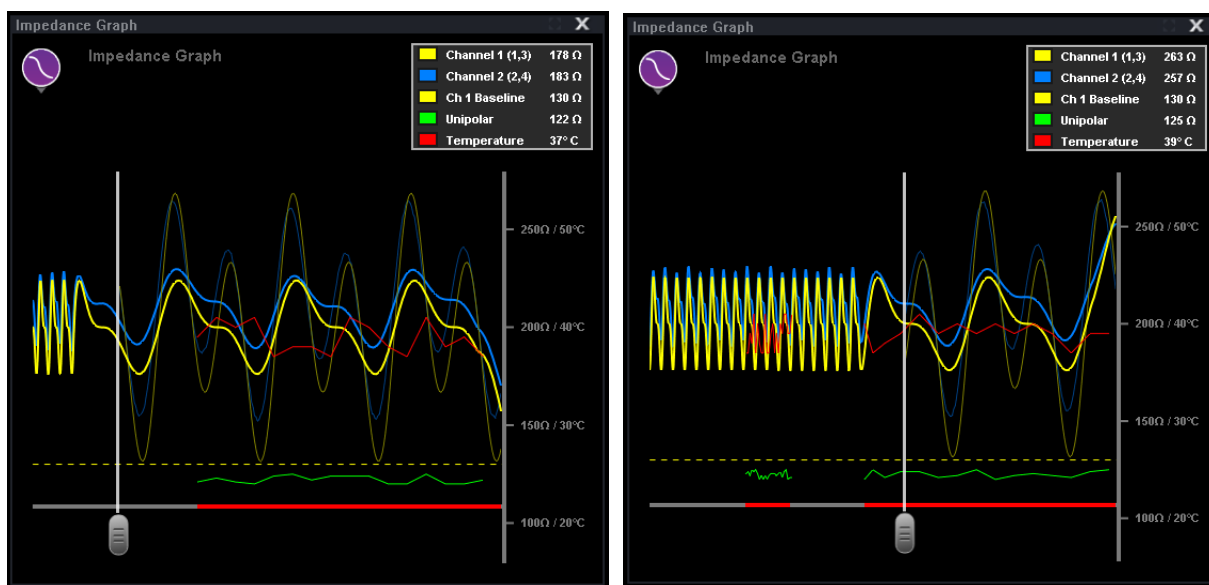 Impedance Graph
Impedance Graph
Channel 1 (1,3) 178 Ω
Channel 2 (2,4) 183 Ω
Ch 1 Baseline 130 Ω
Unipolar 122 Ω
Temperature 37° C
250Ω / 50°C
200Ω / 40°C
150Ω / 30°C
100Ω / 20°C
Impedance Graph
Impedance Graph
Channel 1 (1,3) 263 Ω
Channel 2 (2,4) 257 Ω
Ch 1 Baseline 130 Ω
Unipolar 125 Ω
Temperature 39° C
250Ω / 50°C
200Ω / 40°C
150Ω / 30°C
100Ω / 20°C